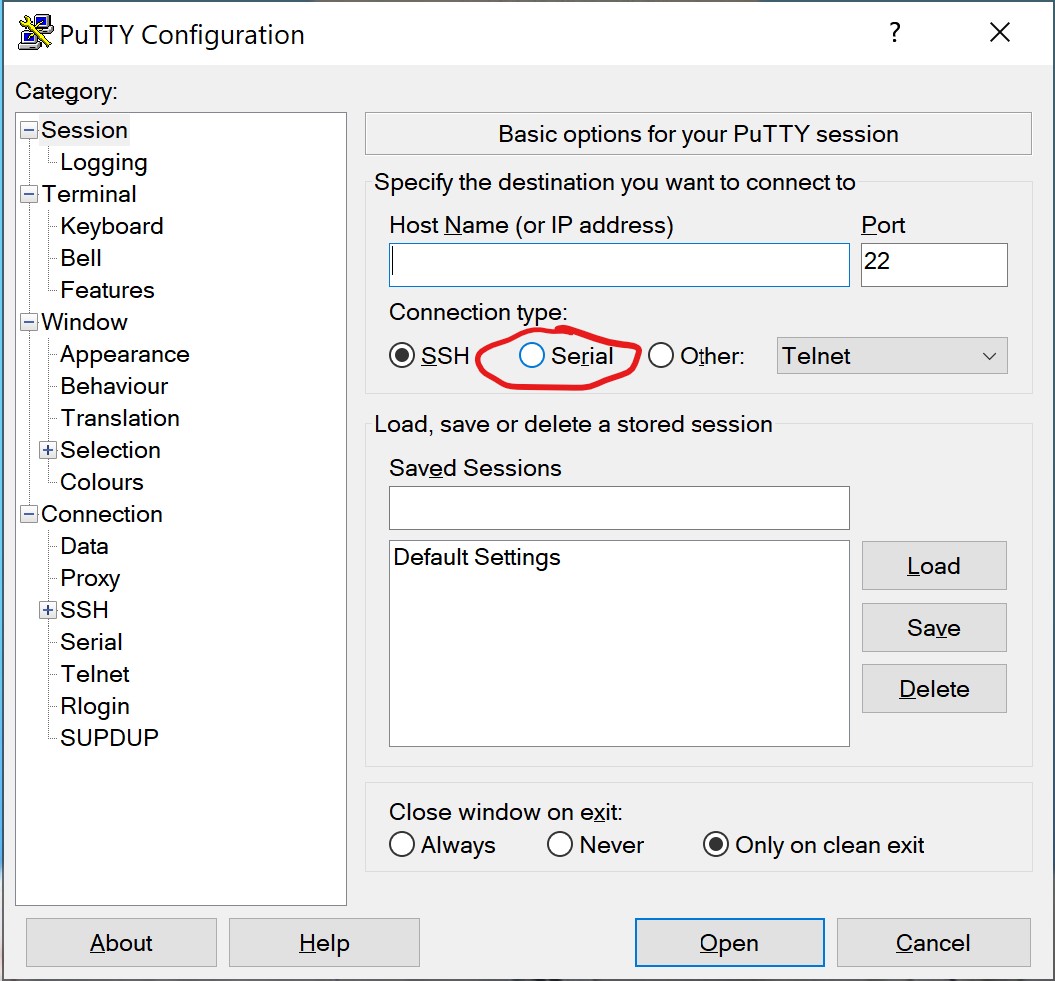 PuTTY Configuration
?
Category:
Session
Logging
Terminal
Keyboard
Bell
Features
Window
Appearance
Behaviour
Translation
Selection
Colours
Connection
Data
Proxy
SSH
Serial
Telnet
Rlogin
SUPDUP
Basic options for your PuTTY session
Specify the destination you want to connect to
Host Name (or IP address) Port
22
Connection type:
SSH Serial Other: Telnet
Load, save or delete a stored session
Saved Sessions
Default Settings
Load
Save
Delete
Close window on exit:
Always Never Only on clean exit
About Help Open Cancel